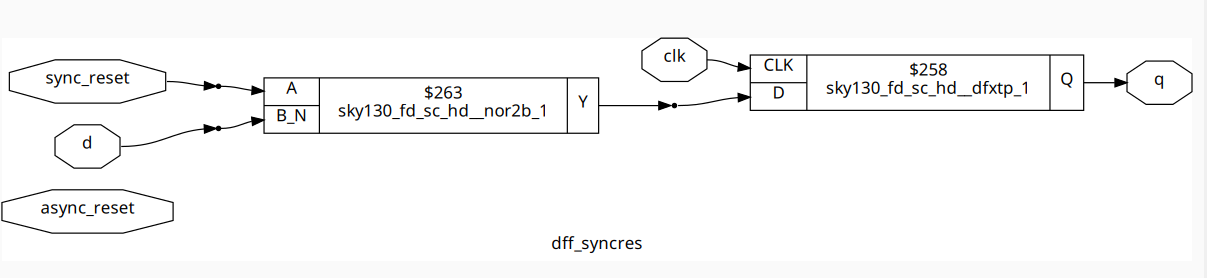 sync_reset
d
async_reset
A
B_N
$263
sky130_fd_sc_hd__nor2b_1
Y
clk
CLK
D
$258
sky130_fd_sc_hd__dfxtp_1
Q
q
dff_syncres